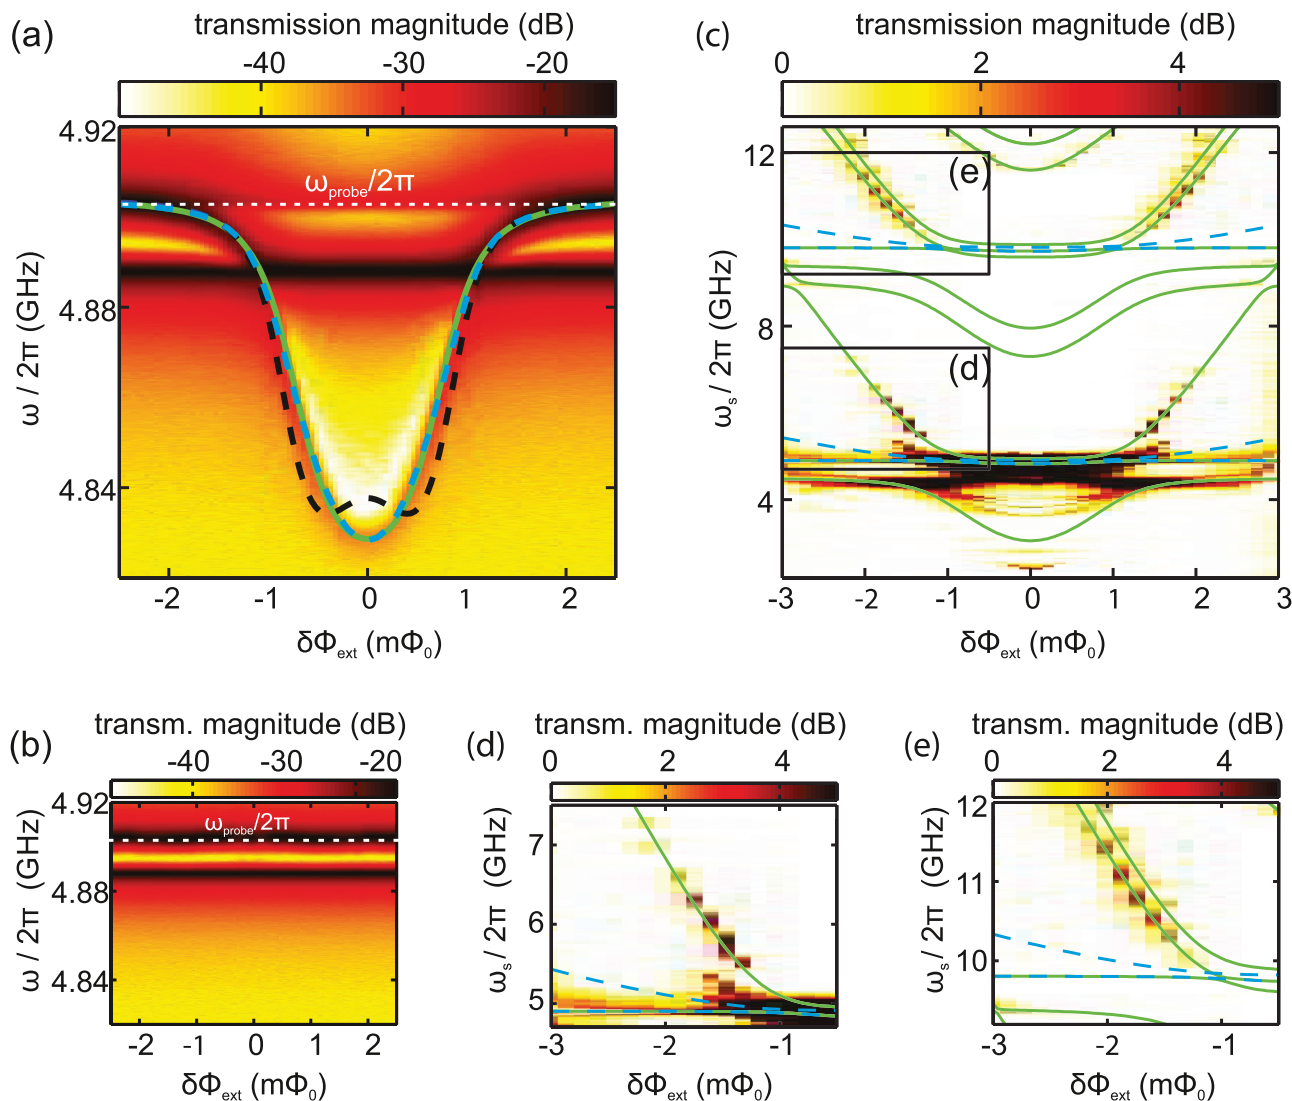 (a)
transmission magnitude (dB)
-40 -30 -20
4.92
4.88
4.84
ω / 2π (GHz)
ω_probe/2π
-2 -1 0 1 2
δΦ_ext (mΦ_0)
(c)
transmission magnitude (dB)
0 2 4
12
8
4
ω_s / 2π (GHz)
(e)
(d)
-3 -2 -1 0 1 2 3
δΦ_ext (mΦ_0)
(b)
transm. magnitude (dB)
-40 -30 -20
4.92
4.88
4.84
ω / 2π (GHz)
ω_probe/2π
-2 -1 0 1 2
δΦ_ext (mΦ_0)
(d)
transm. magnitude (dB)
0 2 4
7
6
5
ω_s / 2π (GHz)
-3 -2 -1
δΦ_ext (mΦ_0)
(e)
transm. magnitude (dB)
0 2 4
12
11
10
ω_s / 2π (GHz)
-3 -2 -1
δΦ_ext (mΦ_0)